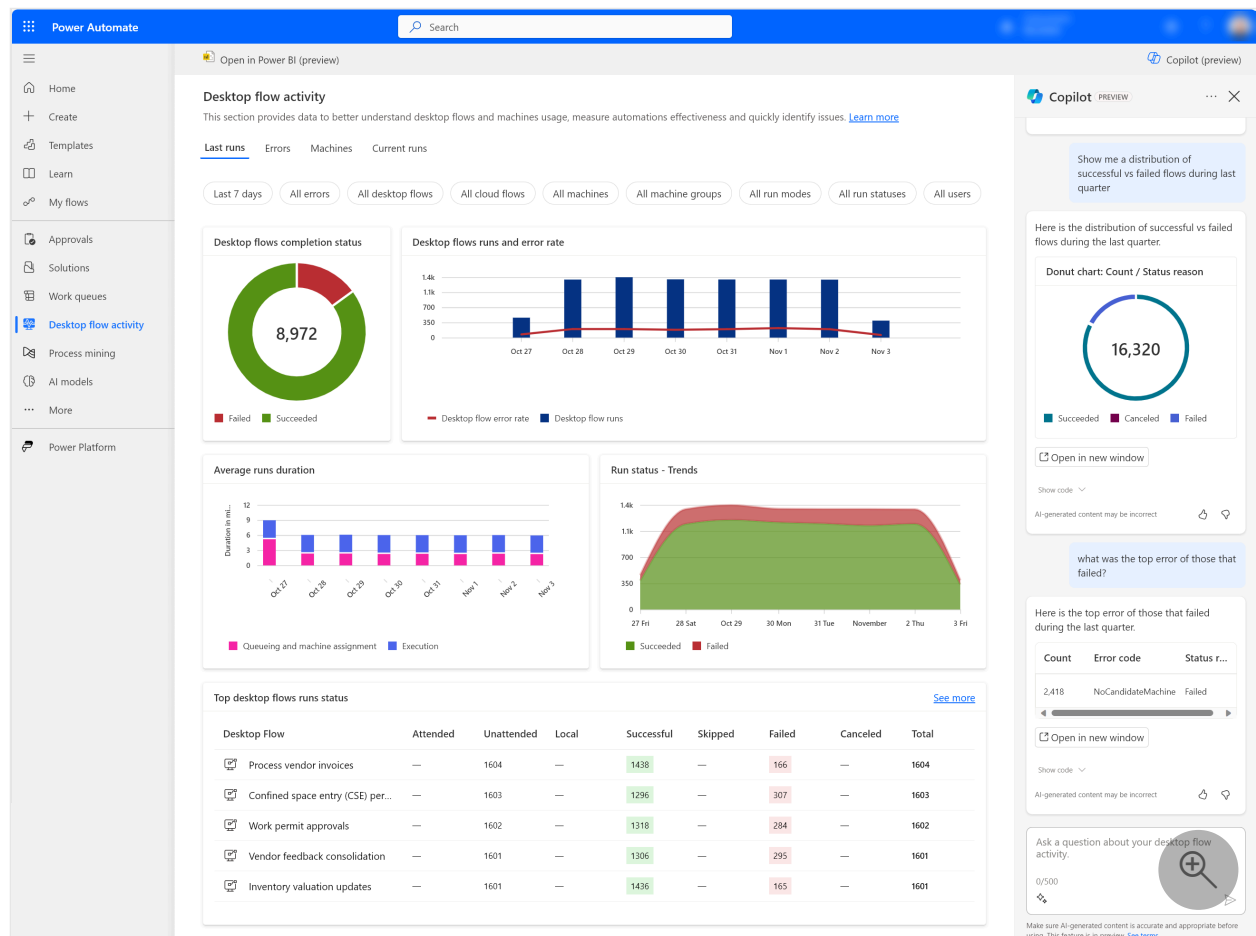 Power Automate
Search
Open in Power BI (preview)
Copilot (preview)
Home
Create
Templates
Learn
My flows
Approvals
Solutions
Work queues
Desktop flow activity
Process mining
AI models
More
Power Platform
Desktop flow activity
This section provides data to better understand desktop flows and machines usage, measure automations effectiveness and quickly identify issues. Learn more
Last runs Errors Machines Current runs
Last 7 days All errors All desktop flows All cloud flows All machines All machine groups All run modes All run statuses All users
Desktop flows completion status
8,972
Failed Succeeded
Desktop flows runs and error rate
1.4k
1.1k
700
350
0
Oct 27 Oct 28 Oct 29 Oct 30 Oct 31 Nov 1 Nov 2 Nov 3
Desktop flow error rate Desktop flow runs
Average runs duration
Duration in mi...
12
9
6
3
0
Oct 27 Oct 28 Oct 29 Oct 30 Oct 31 Nov 1 Nov 2 Nov 3
Queueing and machine assignment Execution
Run status - Trends
1.4k
1.1k
700
350
0
27 Fri 28 Sat Oct 29 30 Mon 31 Tue November 2 Thu 3 Fri
Succeeded Failed
Top desktop flows runs status See more
Desktop Flow Attended Unattended Local Successful Skipped Failed Canceled Total
Process vendor invoices — 1604 — 1438 — 166 — 1604
Confined space entry (CSE) per... — 1603 — 1296 — 307 — 1603
Work permit approvals — 1602 — 1318 — 284 — 1602
Vendor feedback consolidation — 1601 — 1306 — 295 — 1601
Inventory valuation updates — 1601 — 1436 — 165 — 1601
Copilot PREVIEW
Show me a distribution of
successful vs failed flows during last
quarter
Here is the distribution of successful vs failed
flows during the last quarter.
Donut chart: Count / Status reason
16,320
Succeeded Canceled Failed
Open in new window
Show code
AI-generated content may be incorrect
what was the top error of those that
failed?
Here is the top error of those that failed
during the last quarter.
Count Error code Status r...
2,418 NoCandidateMachine Failed
Open in new window
Show code
AI-generated content may be incorrect
Ask a question about your desktop flow
activity.
0/500
Make sure AI-generated content is accurate and appropriate before
using. This feature is in preview. See terms